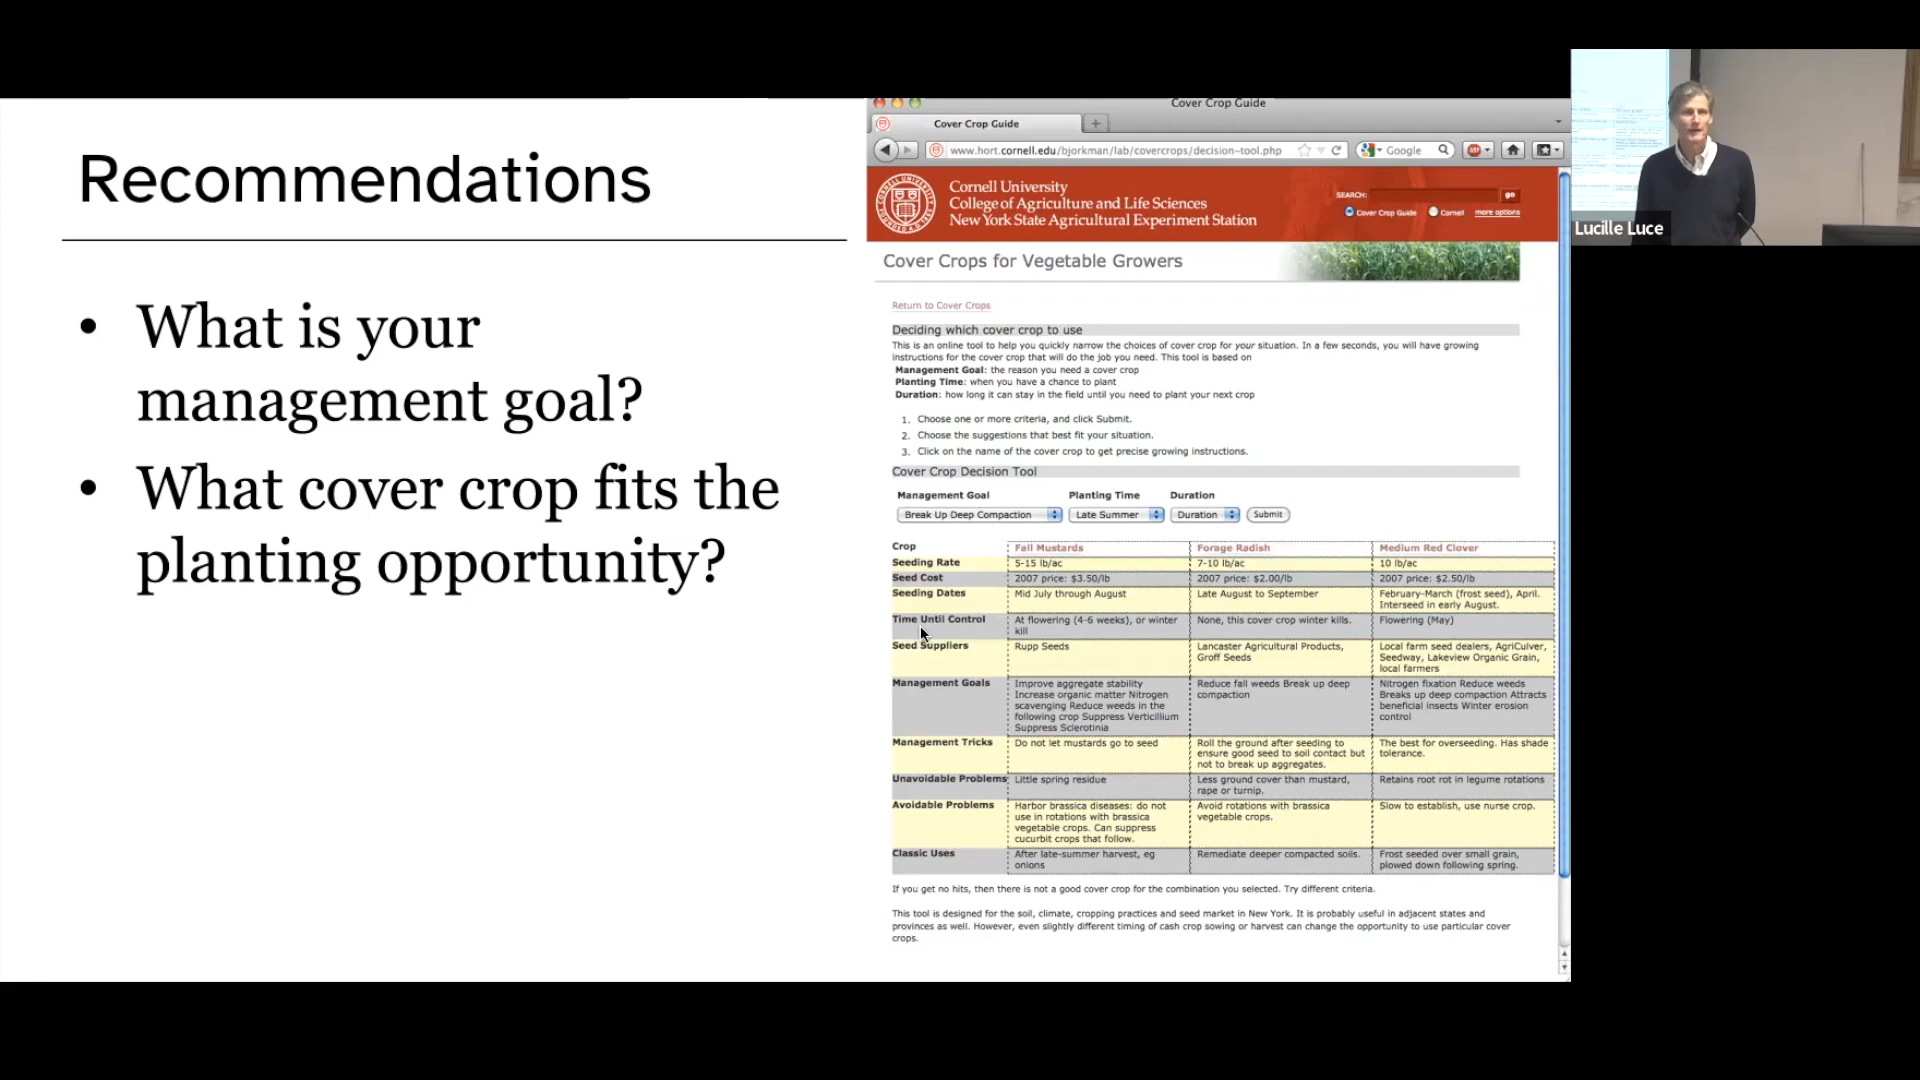 Recommendations
• What is your
management goal?
• What cover crop fits the
planting opportunity?
Cover Crop Guide
Cover Crop Guide
www.hort.cornell.edu/bjorkman/lab/covercrops/decision-tool.php
Google
Cornell University
College of Agriculture and Life Sciences
New York State Agricultural Experiment Station
SEARCH:
go
Cover Crop Guide
Cornell
more options
Cover Crops for Vegetable Growers
Return to Cover Crops
Deciding which cover crop to use
This is an online tool to help you quickly narrow the choices of cover crop for your situation. In a few seconds, you will have growing
instructions for the cover crop that will do the job you need. This tool is based on
Management Goal: the reason you need a cover crop
Planting Time: when you have a chance to plant
Duration: how long it can stay in the field until you need to plant your next crop
1. Choose one or more criteria, and click Submit.
2. Choose the suggestions that best fit your situation.
3. Click on the name of the cover crop to get precise growing instructions.
Cover Crop Decision Tool
Management Goal Planting Time Duration
Break Up Deep Compaction Late Summer Duration Submit
Crop Fall Mustards Forage Radish Medium Red Clover
Seeding Rate 5-15 lb/ac 7-10 lb/ac 10 lb/ac
Seed Cost 2007 price: $3.50/lb 2007 price: $2.00/lb 2007 price: $2.50/lb
Seeding Dates
Mid July through August
Late August to September
February-March (frost seed), April.
Interseed in early August.
Time Until Control
At flowering (4-6 weeks), or winter
kill
None, this cover crop winter kills.
Flowering (May)
Seed Suppliers
Rupp Seeds
Lancaster Agricultural Products,
Groff Seeds
Local farm seed dealers, AgriCulver,
Seedway, Lakeview Organic Grain,
local farmers
Management Goals
Improve aggregate stability
Increase organic matter Nitrogen
scavenging Reduce weeds in the
following crop Suppress Verticillium
Suppress Sclerotinia
Reduce fall weeds Break up deep
compaction
Nitrogen fixation Reduce weeds
Breaks up deep compaction Attracts
beneficial insects Winter erosion
control
Management Tricks
Do not let mustards go to seed
Roll the ground after seeding to
ensure good seed to soil contact but
not to break up aggregates.
The best for overseeding. Has shade
tolerance.
Unavoidable Problems
Little spring residue
Less ground cover than mustard,
rape or turnip.
Retains root rot in legume rotations
Avoidable Problems
Harbor brassica diseases: do not
use in rotations with brassica
vegetable crops. Can suppress
cucurbit crops that follow.
Avoid rotations with brassica
vegetable crops.
Slow to establish, use nurse crop.
Classic Uses
After late-summer harvest, eg
onions
Remediate deeper compacted soils.
Frost seeded over small grain,
plowed down following spring.
If you get no hits, then there is not a good cover crop for the combination you selected. Try different criteria.
This tool is designed for the soil, climate, cropping practices and seed market in New York. It is probably useful in adjacent states and
provinces as well. However, even slightly different timing of cash crop sowing or harvest can change the opportunity to use particular cover
crops.
Lucille Luce